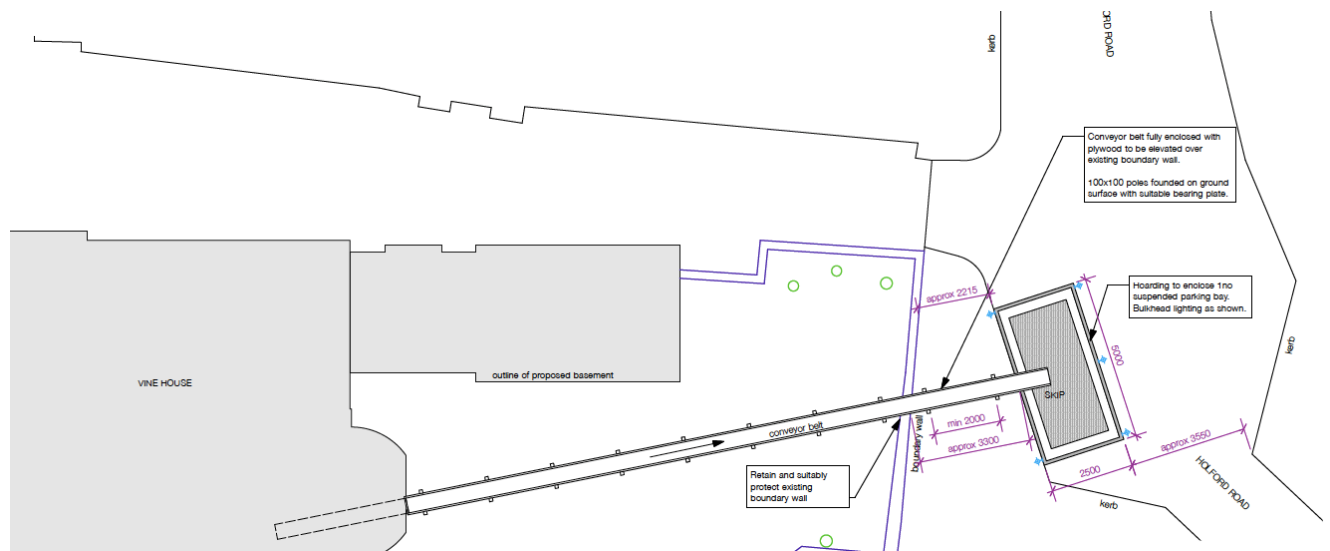 ORD ROAD
kerb
Conveyor belt fully enclosed with
plywood to be elevated over
existing boundary wall.
100x100 poles founded on ground
surface with suitable bearing plate.
Hoarding to enclose 1no
suspended parking bay.
Bulkhead lighting as shown.
approx 2215
kerb
5000
VINE HOUSE
outline of proposed basement
SKIP
conveyor belt
min 2000
boundary wall
approx 3300
approx 3550
2500
Retain and suitably
protect existing
boundary wall
HOLFORD ROAD
kerb